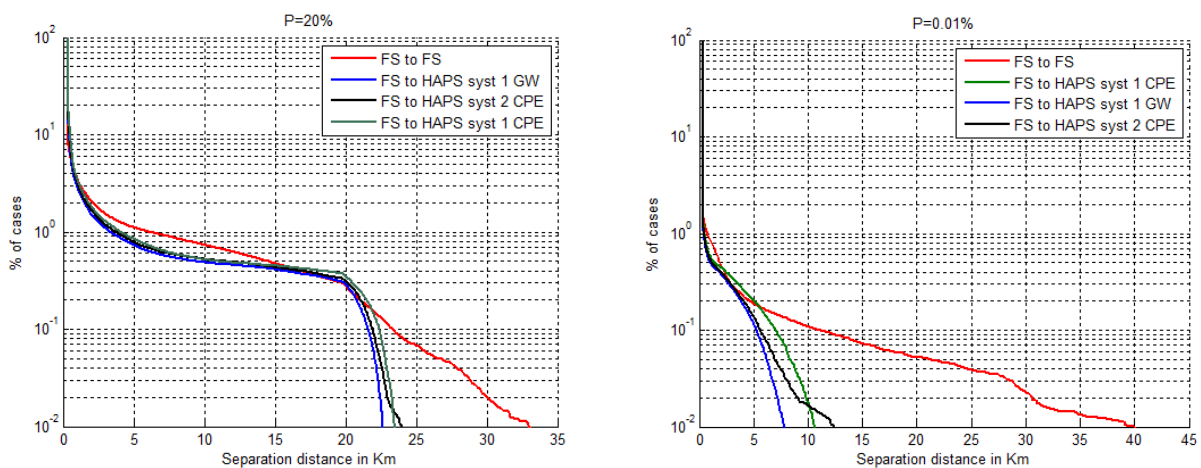 P=20%
% of cases
10^2
10^1
10^0
10^-1
10^-2
FS to FS
FS to HAPS syst 1 GW
FS to HAPS syst 2 CPE
FS to HAPS syst 1 CPE
0 5 10 15 20 25 30 35
Separation distance in Km
P=0.01%
% of cases
10^2
10^1
10^0
10^-1
10^-2
FS to FS
FS to HAPS syst 1 CPE
FS to HAPS syst 1 GW
FS to HAPS syst 2 CPE
0 5 10 15 20 25 30 35 40 45
Separation distance in Km